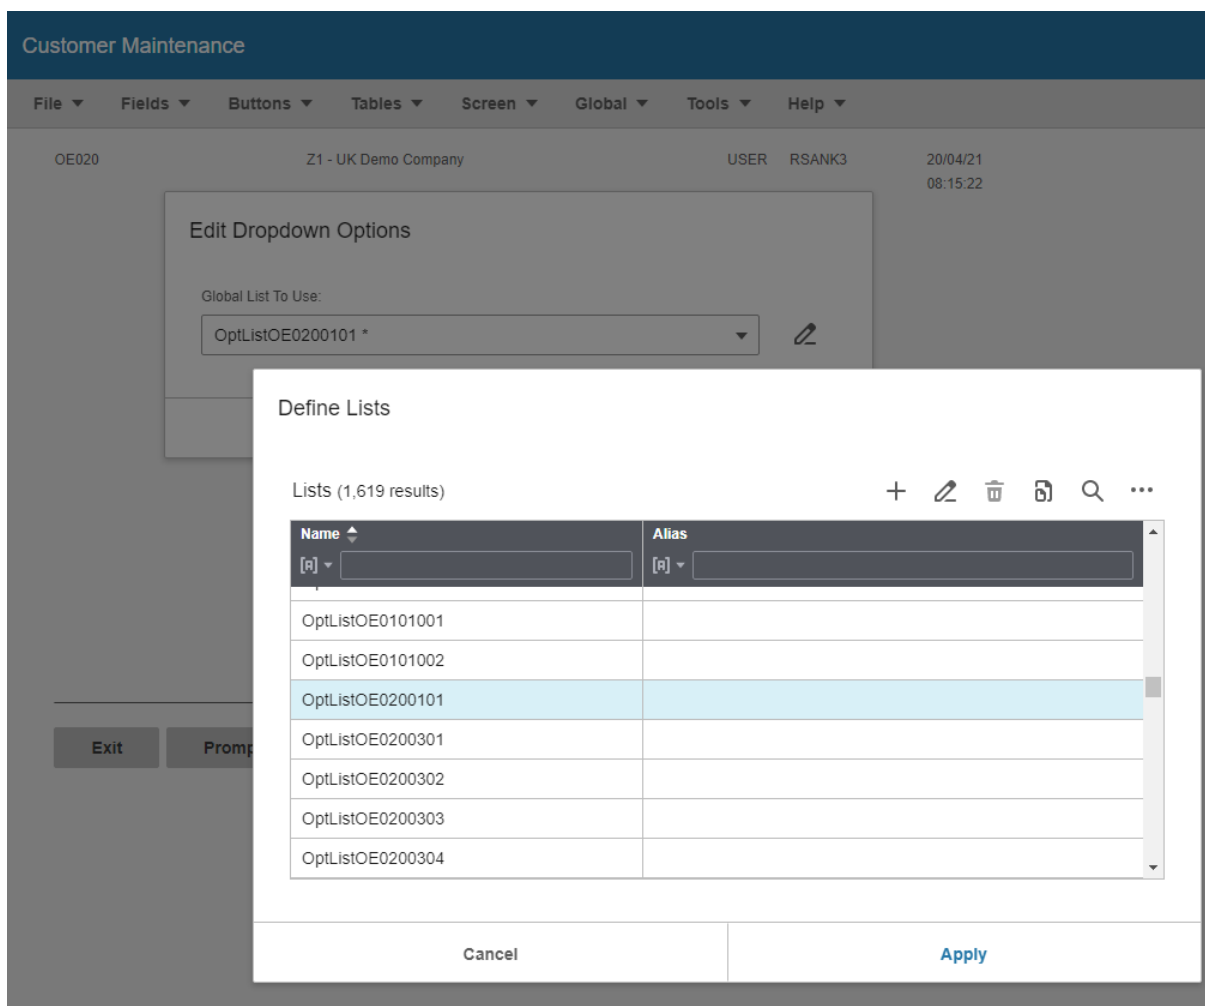 Customer Maintenance
File Fields Buttons Tables Screen Global Tools Help
OE020 Z1 - UK Demo Company USER RSANK3 20/04/21
08:15:22
Edit Dropdown Options
Global List To Use:
OptListOE0200101 *
Define Lists
Lists (1,619 results)
Name Alias
[A] [A]
OptListOE0101001
OptListOE0101002
OptListOE0200101
OptListOE0200301
Exit Promp
OptListOE0200302
OptListOE0200303
OptListOE0200304
Cancel Apply